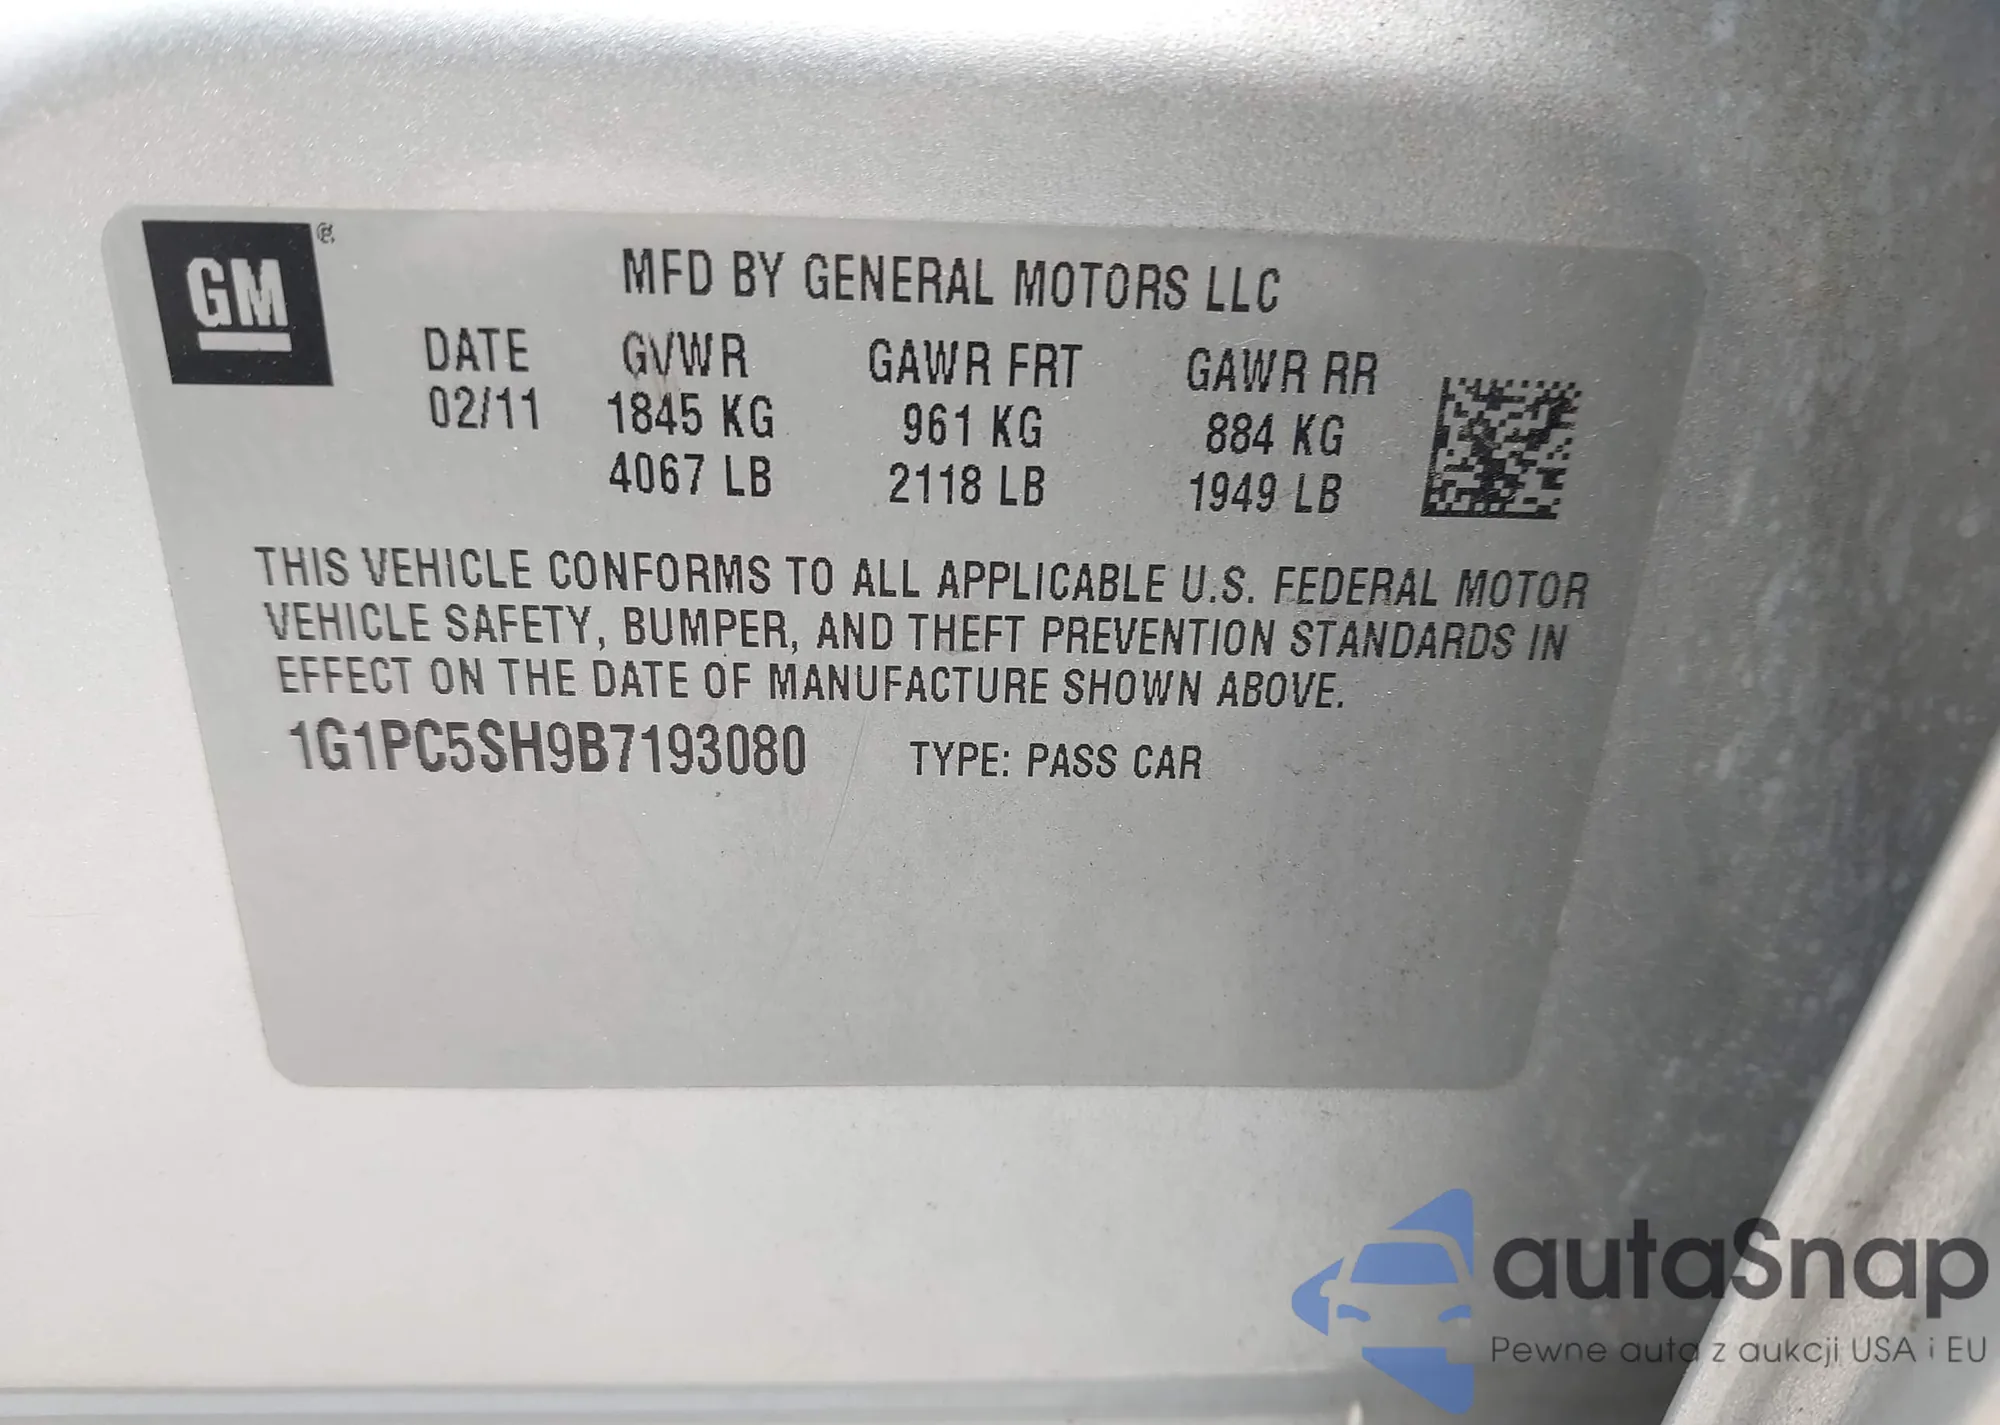 GM
MFD BY GENERAL MOTORS LLC
DATE GVWR GAWR FRT GAWR RR
02/11 1845 KG 961 KG 884 KG
4067 LB 2118 LB 1949 LB
THIS VEHICLE CONFORMS TO ALL APPLICABLE U.S. FEDERAL MOTOR
VEHICLE SAFETY, BUMPER, AND THEFT PREVENTION STANDARDS IN
EFFECT ON THE DATE OF MANUFACTURE SHOWN ABOVE.
1G1PC5SH9B7193080 TYPE: PASS CAR
autaSnap
Pewne auta z aukcji USA i EU